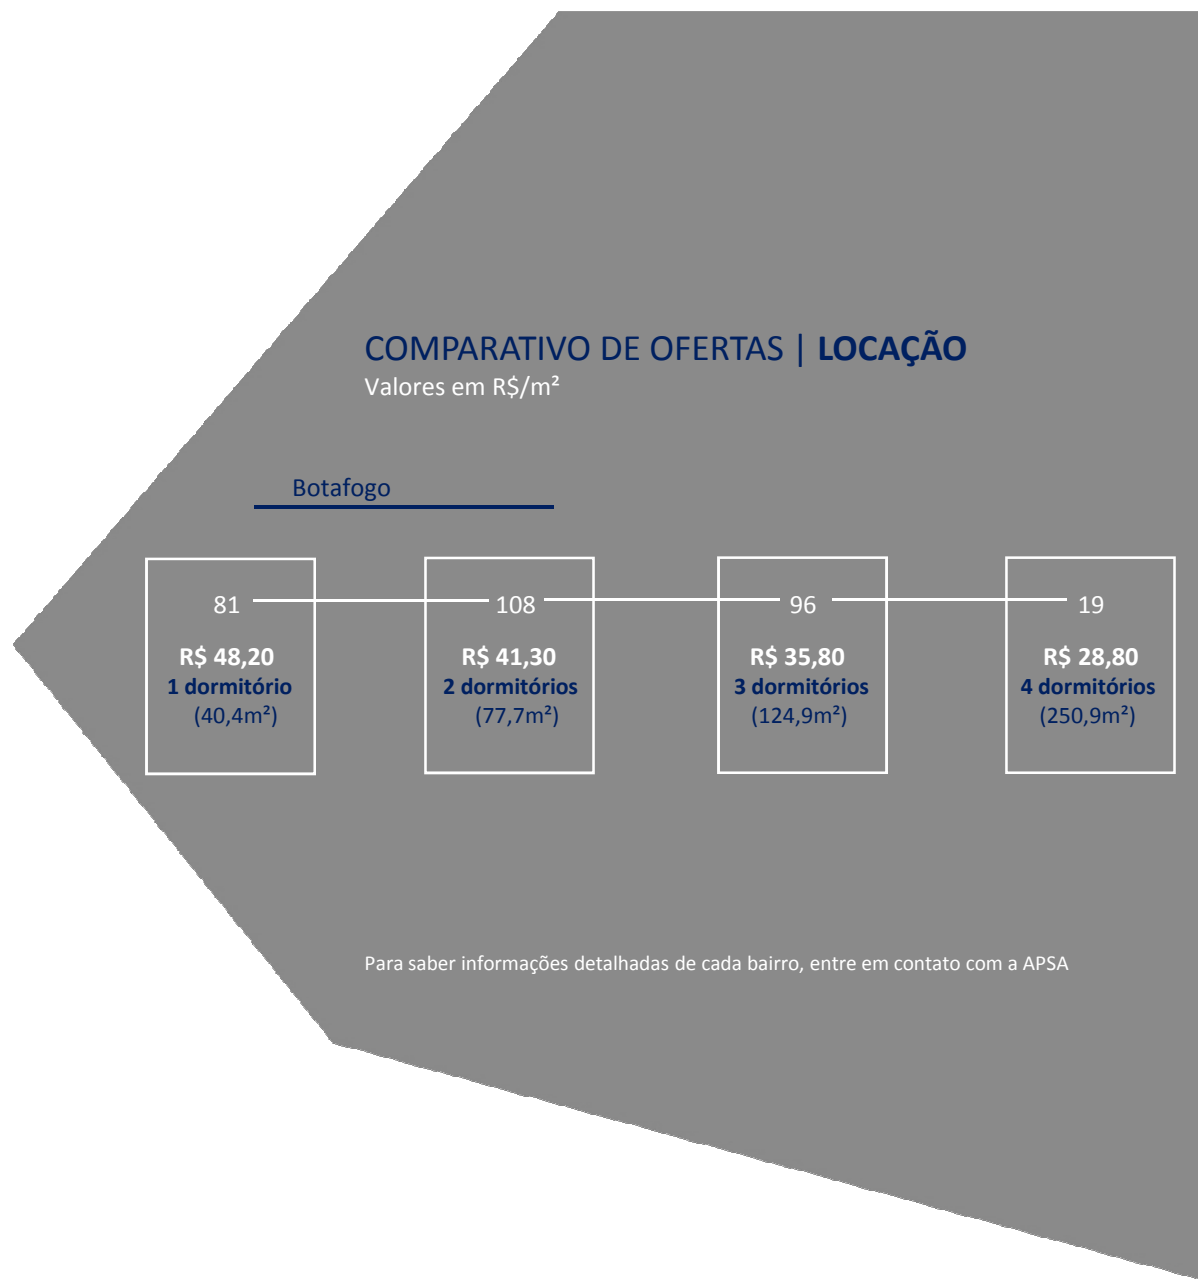 COMPARATIVO DE OFERTAS | LOCAÇÃO
Valores em R$/m²
Botafogo
81
R$ 48,20
1 dormitório
(40,4m²)
108
R$ 41,30
2 dormitórios
(77,7m²)
96
R$ 35,80
3 dormitórios
(124,9m²)
19
R$ 28,80
4 dormitórios
(250,9m²)
Para saber informações detalhadas de cada bairro, entre em contato com a APSA